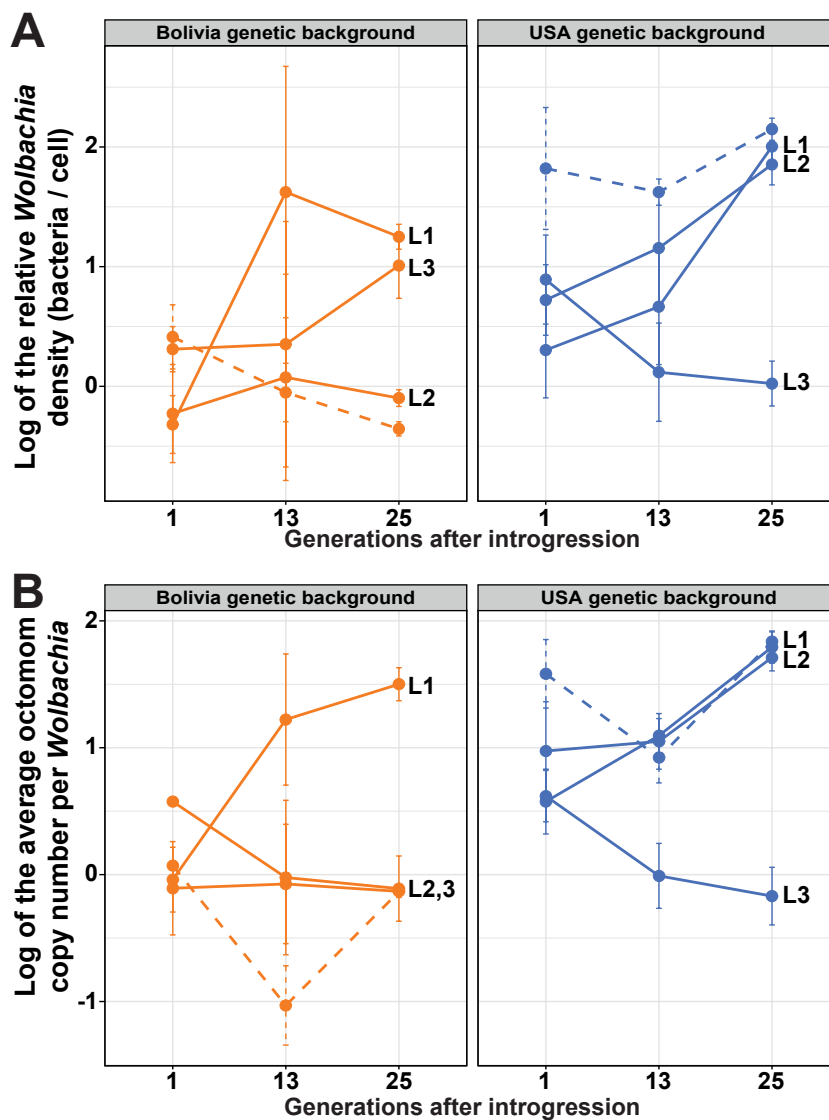 A
Bolivia genetic background
USA genetic background
Log of the relative Wolbachia
density (bacteria / cell)
2
1
0
L1
L3
L2
L1
L2
L3
1
13
25
1
13
25
Generations after introgression
B
Bolivia genetic background
USA genetic background
Log of the average octomom
copy number per Wolbachia
2
1
0
-1
L1
L2,3
L1
L2
L3
1
13
25
1
13
25
Generations after introgression